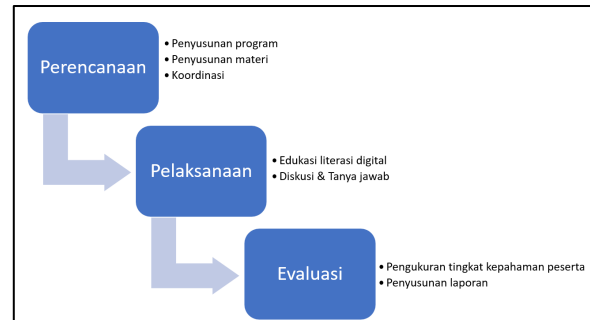 Perencanaan
• Penyusunan program
• Penyusunan materi
• Koordinasi
Pelaksanaan
• Edukasi literasi digital
• Diskusi & Tanya jawab
Evaluasi
• Pengukuran tingkat kepahaman peserta
• Penyusunan laporan